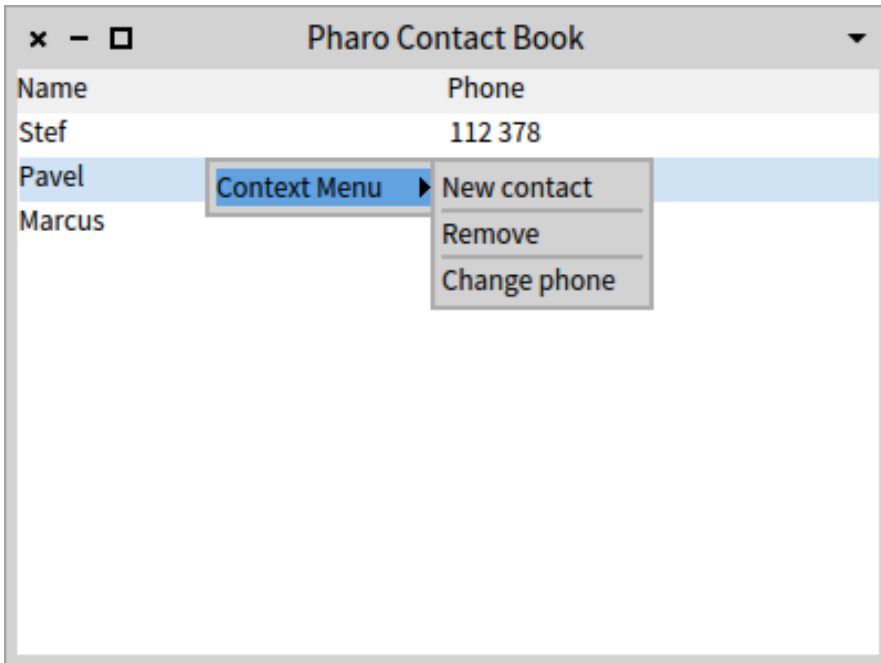 Pharo Contact Book
Name Phone
Stef 112 378
Pavel
Context Menu New contact
Marcus
Remove
Change phone